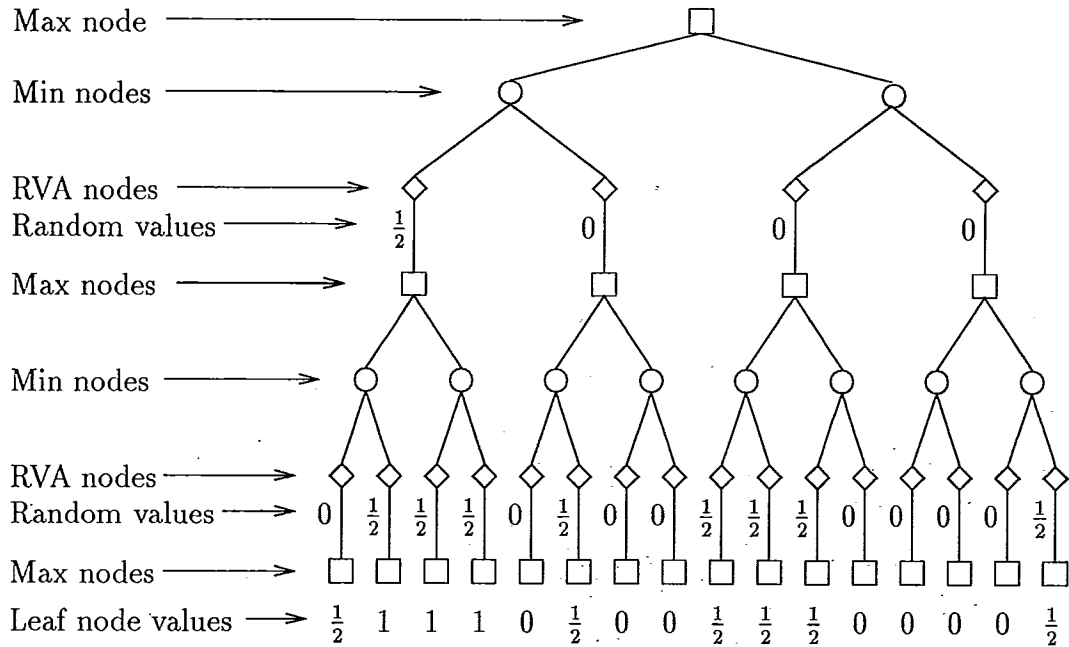 Max node
Min nodes
RVA nodes
Random values 1/2 0 0 0
Max nodes
Min nodes
RVA nodes
Random values 0 1/2 1/2 1/2 0 1/2 0 0 1/2 1/2 1/2 0 0 0 0 1/2
Max nodes
Leaf node values 1/2 1 1 1 0 1/2 0 0 1/2 1/2 1/2 0 0 0 0 1/2